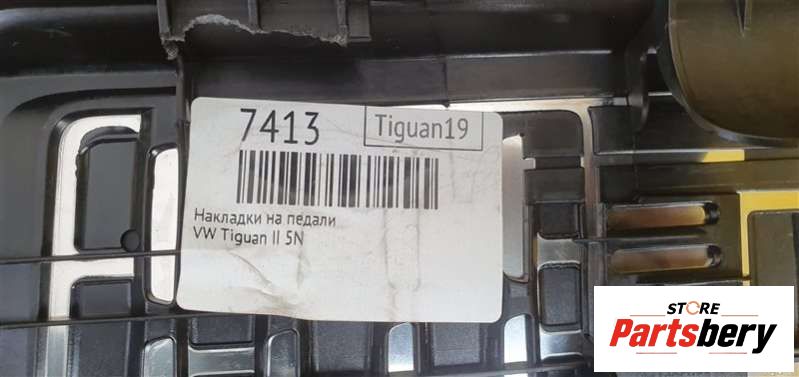 7413
Tiguan19
Накладки на педали
VW Tiguan II 5N
STORE
Partsbery